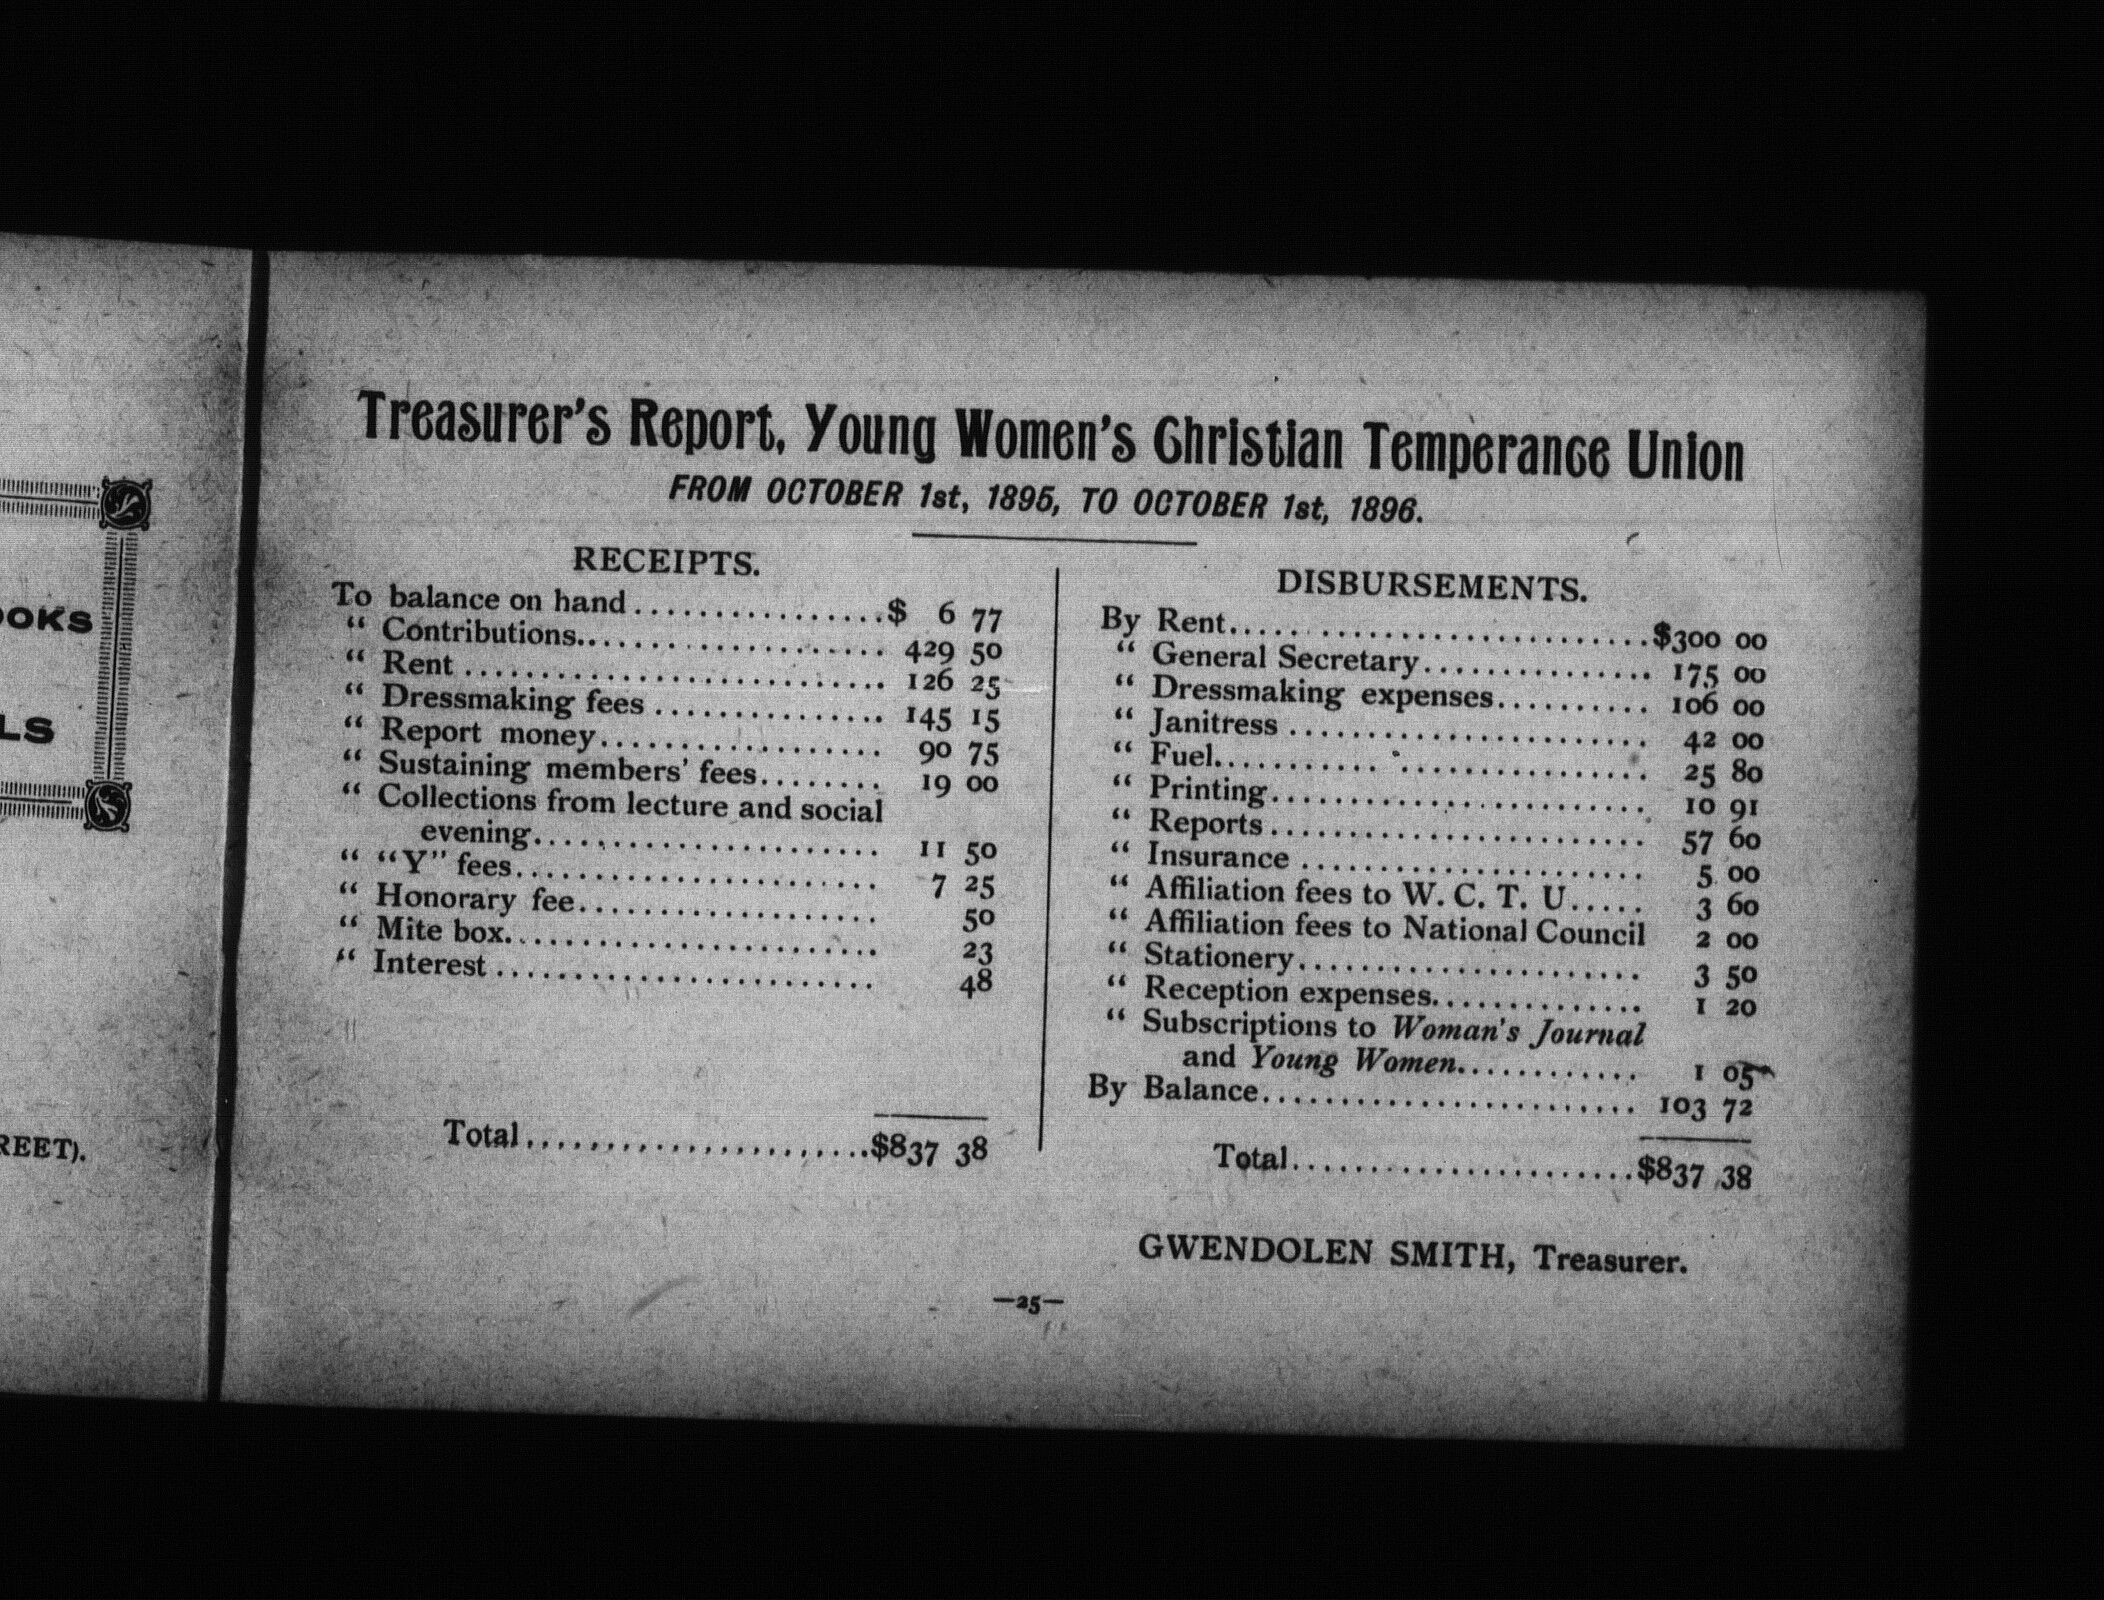 OOKS
LS
REET).
Treasurer's Report, Young Women's Christian Temperance Union
FROM OCTOBER 1st, 1895, TO OCTOBER 1st, 1896.
RECEIPTS.
To balance on hand ................ $ 6 77
“ Contributions.................... 429 50
“ Rent ........................... 126 25
“ Dressmaking fees ............... 145 15
“ Report money.................. 90 75
“ Sustaining members' fees........ 19 00
“ Collections from lecture and social
evening...................... 11 50
“ “Y” fees....................... 7 25
“ Honorary fee................... 50
“ Mite box........................ 23
“ Interest ......................... 48
Total ......................$837 38
DISBURSEMENTS.
By Rent...........................$300 00
“ General Secretary............... 175 00
“ Dressmaking expenses.......... 106 00
“ Janitress ....................... 42 00
“ Fuel............................ 25 80
“ Printing........................ 10 91
“ Reports ........................ 57 60
“ Insurance ...................... 5 00
“ Affiliation fees to W. C. T. U..... 3 60
“ Affiliation fees to National Council 2 00
“ Stationery...................... 3 50
“ Reception expenses.............. 1 20
“ Subscriptions to Woman's Journal
and Young Women............ 1 05
By Balance........................ 103 72
Total......................$837 38
GWENDOLEN SMITH, Treasurer.
—25—